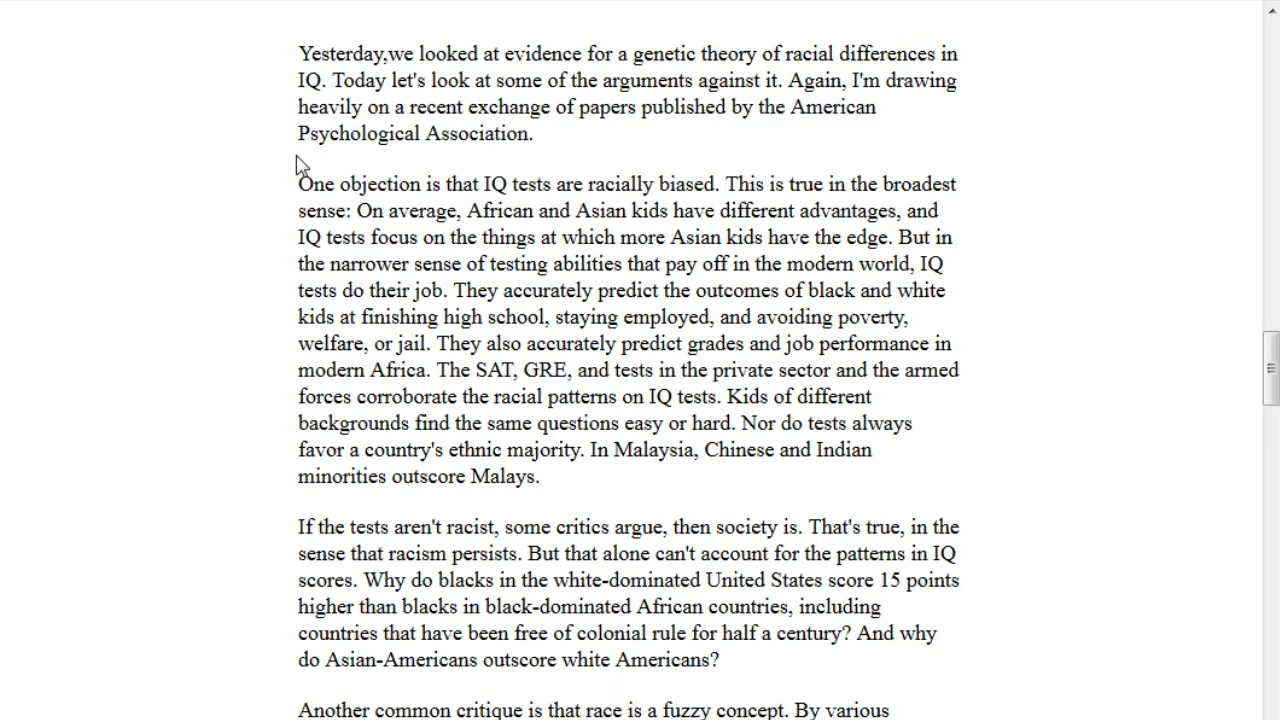 Yesterday,we looked at evidence for a genetic theory of racial differences in
IQ. Today let's look at some of the arguments against it. Again, I'm drawing
heavily on a recent exchange of papers published by the American
Psychological Association.
One objection is that IQ tests are racially biased. This is true in the broadest
sense: On average, African and Asian kids have different advantages, and
IQ tests focus on the things at which more Asian kids have the edge. But in
the narrower sense of testing abilities that pay off in the modern world, IQ
tests do their job. They accurately predict the outcomes of black and white
kids at finishing high school, staying employed, and avoiding poverty,
welfare, or jail. They also accurately predict grades and job performance in
modern Africa. The SAT, GRE, and tests in the private sector and the armed
forces corroborate the racial patterns on IQ tests. Kids of different
backgrounds find the same questions easy or hard. Nor do tests always
favor a country's ethnic majority. In Malaysia, Chinese and Indian
minorities outscore Malays.
If the tests aren't racist, some critics argue, then society is. That's true, in the
sense that racism persists. But that alone can't account for the patterns in IQ
scores. Why do blacks in the white-dominated United States score 15 points
higher than blacks in black-dominated African countries, including
countries that have been free of colonial rule for half a century? And why
do Asian-Americans outscore white Americans?
Another common critique is that race is a fuzzy concept. By various